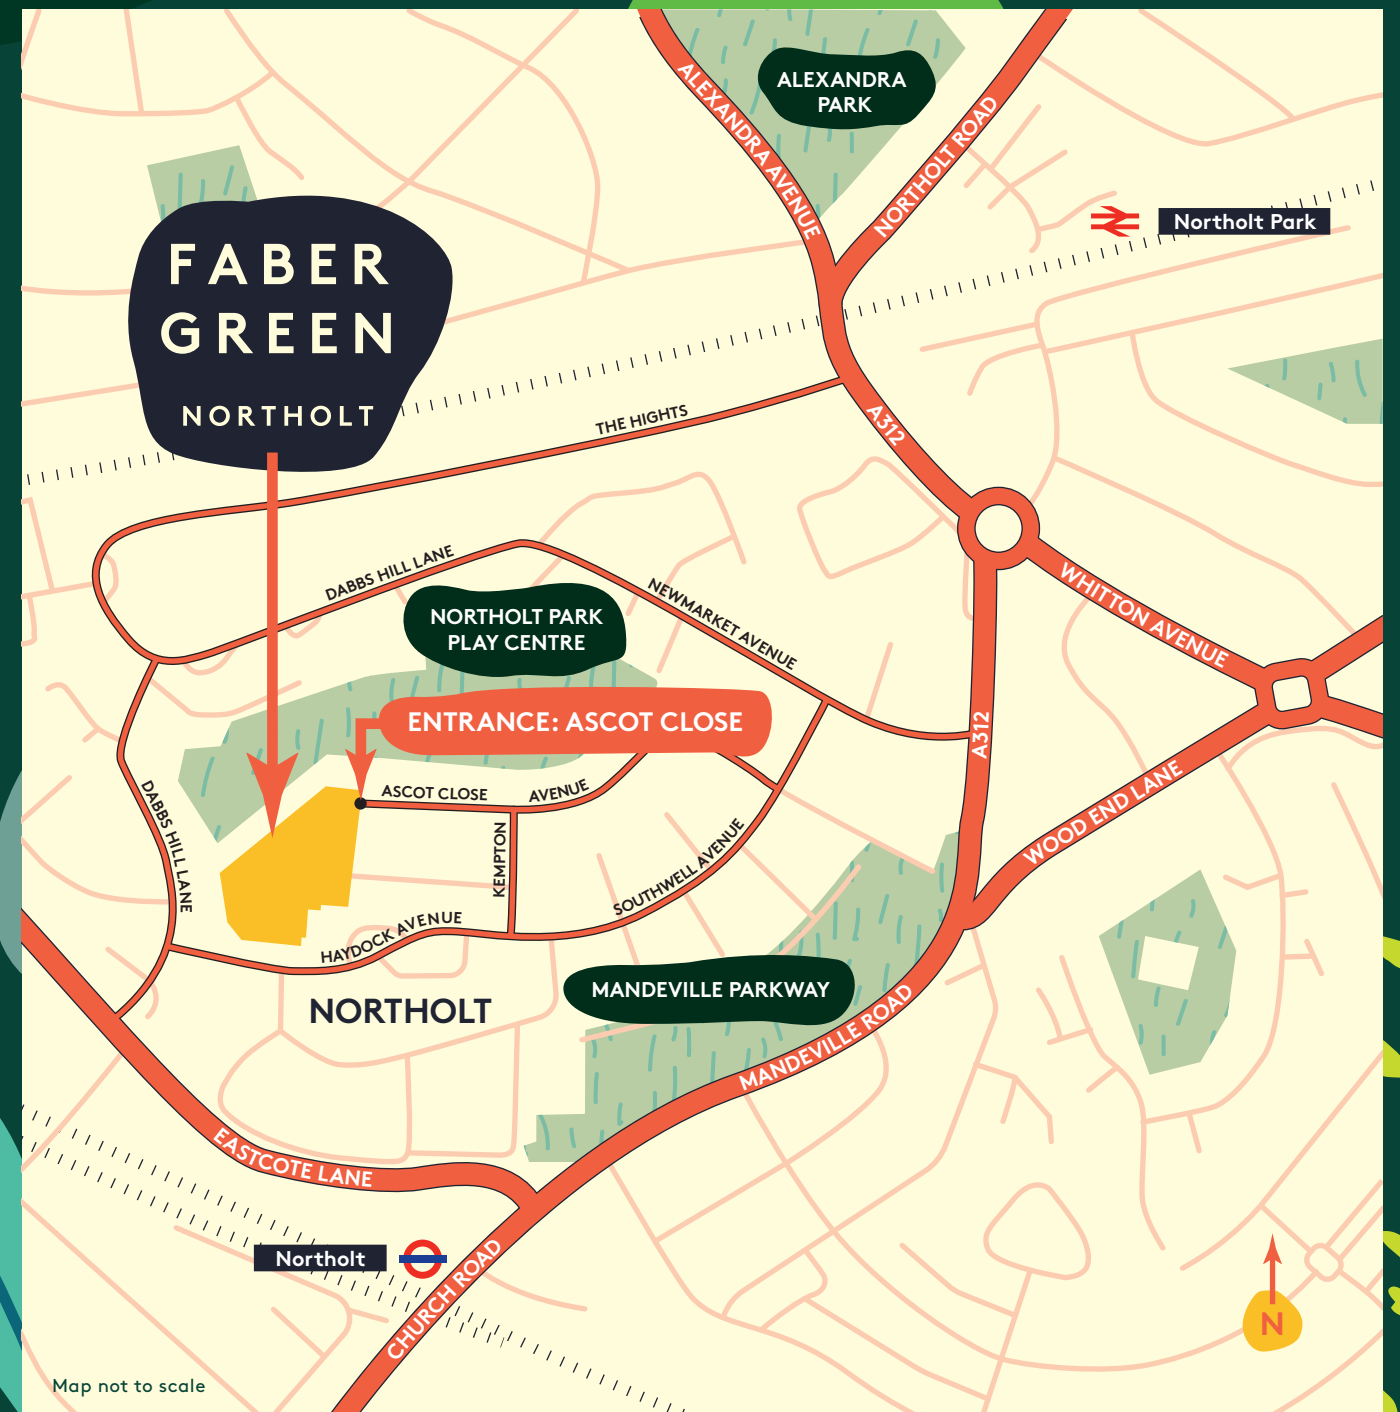 ALEXANDRA
PARK
ALEXANDRA AVENUE
NORTHOLT ROAD
Northolt Park
FABER
GREEN
NORTHOLT
THE HIGHTS
A312
DABBS HILL LANE
NEWMARKET AVENUE
WHITTON AVENUE
NORTHOLT PARK
PLAY CENTRE
ENTRANCE: ASCOT CLOSE
A312
DABBS HILL LANE
ASCOT CLOSE
AVENUE
KEMPTON
SOUTHWELL AVENUE
WOOD END LANE
HAYDOCK AVENUE
NORTHOLT
MANDEVILLE PARKWAY
MANDEVILLE ROAD
EASTCOTE LANE
Northolt
CHURCH ROAD
N
Map not to scale